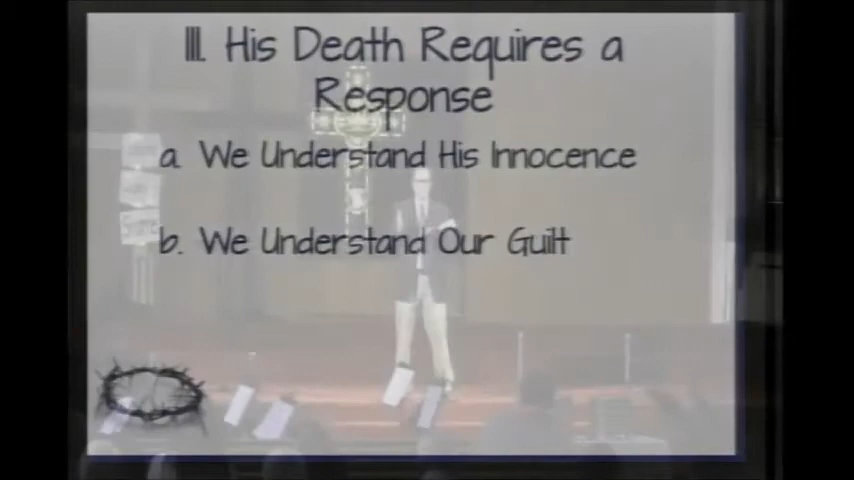 III. His Death Requires a
Response
a. We Understand His Innocence
b. We Understand Our Guilt